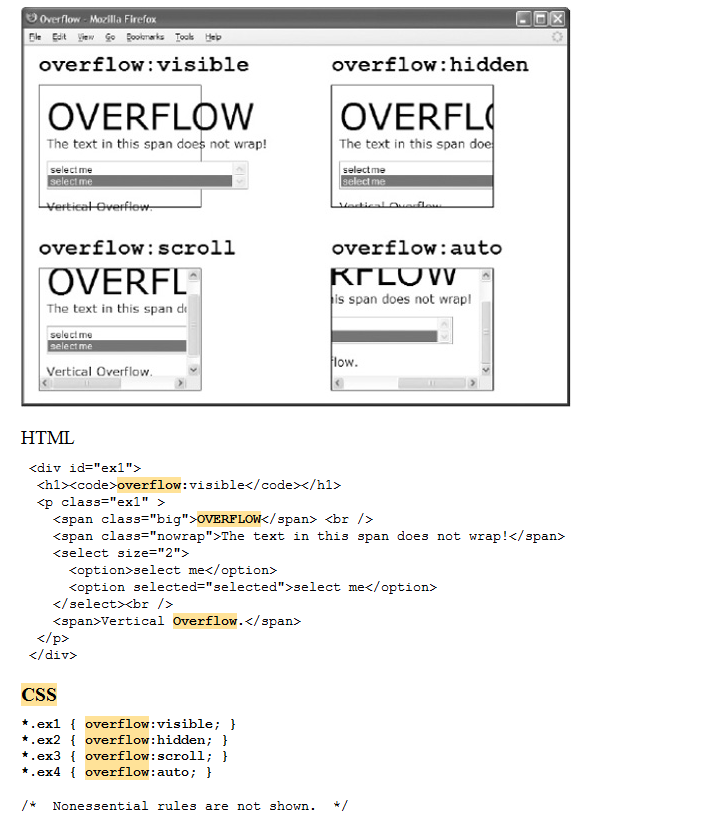 Overflow - Mozilla Firefox
File Edit View Go Bookmarks Tools Help
overflow:visible
OVERFLOW
The text in this span does not wrap!
select me
select me
Vertical Overflow.
overflow:hidden
OVERFL
The text in this span doe
select me
select me
Vertical Overflow
overflow:scroll
OVERFL
The text in this span d
select me
select me
Vertical Overflow.
overflow:auto
RFLOW
is span does not wrap!
low.
HTML
<div id="ex1">
<h1><code>overflow:visible</code></h1>
<p class="ex1" >
<span class="big">OVERFLOW</span> <br />
<span class="nowrap">The text in this span does not wrap!</span>
<select size="2">
<option>select me</option>
<option selected="selected">select me</option>
</select><br />
<span>Vertical Overflow.</span>
</p>
</div>
CSS
*.ex1 { overflow:visible; }
*.ex2 { overflow:hidden; }
*.ex3 { overflow:scroll; }
*.ex4 { overflow:auto; }
/* Nonessential rules are not shown. */